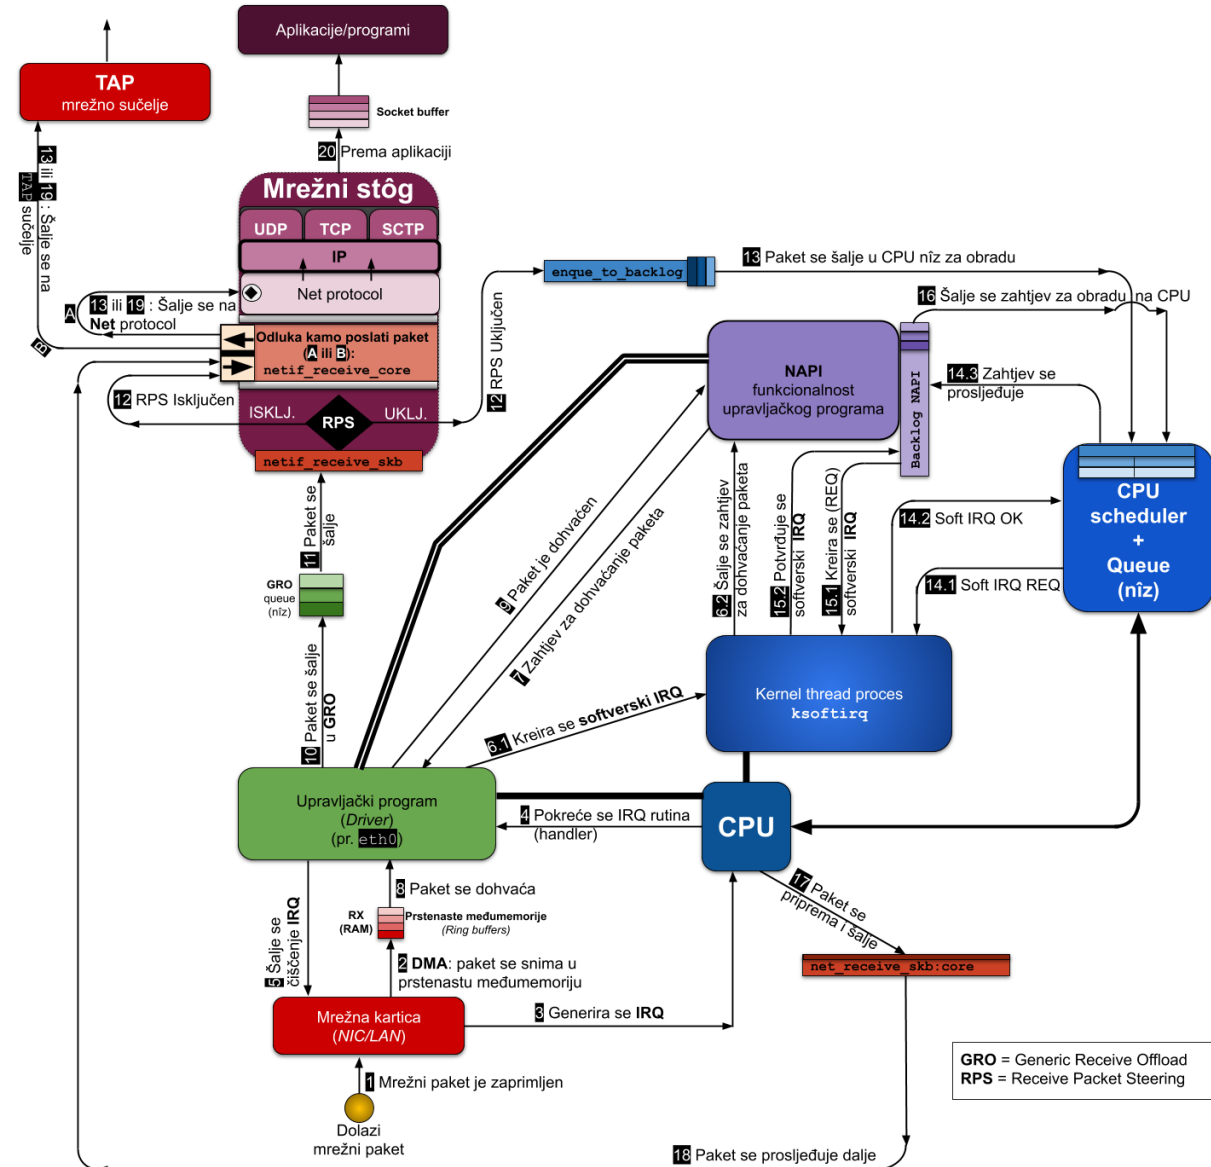 Aplikacije/programi
TAP
mrežno sučelje
Socket buffer
20 Prema aplikaciji
13 ili 19 : Šalje se na
TAP sučelje
Mrežni stôg
UDP
TCP
SCTP
IP
Net protocol
A
B
13 ili 19 : Šalje se na
Net protocol
Odluka kamo poslati paket
(A ili B):
netif_receive_core
12 RPS Isključen
ISKLJ.
RPS
UKLJ.
netif_receive_skb
12 RPS Uključen
enque_to_backlog
13 Paket se šalje u CPU nîz za obradu
16 Šalje se zahtjev za obradu na CPU
NAPI
funkcionalnost
upravljačkog programa
Backlog NAPI
14.3 Zahtjev se
prosljeđuje
CPU
scheduler
+
Queue
(nîz)
14.2 Soft IRQ OK
14.1 Soft IRQ REQ
11 Paket se
šalje
GRO
queue
(nîz)
10 Paket se šalje
u GRO
9 Paket je dohvaćen
7 Zahtjev za dohvaćanje paketa
6.2 Šalje se zahtjev
za dohvaćanje paketa
15.2 Potvrđuje se
softverski IRQ
15.1 Kreira se (REQ)
softverski IRQ
6.1 Kreira se softverski IRQ
Kernel thread proces
ksoftirq
Upravljački program
(Driver)
(pr. eth0)
4 Pokreće se IRQ rutina
(handler)
CPU
8 Paket se dohvaća
5 Šalje se
čišćenje IRQ
RX
(RAM)
Prstenaste međumemorije
(Ring buffers)
2 DMA: paket se snima u
prstenastu međumemoriju
17 Paket se
priprema i šalje
net_receive_skb:core
Mrežna kartica
(NIC/LAN)
3 Generira se IRQ
1 Mrežni paket je zaprimljen
Dolazi
mrežni paket
GRO = Generic Receive Offload
RPS = Receive Packet Steering
18 Paket se prosljeđuje dalje